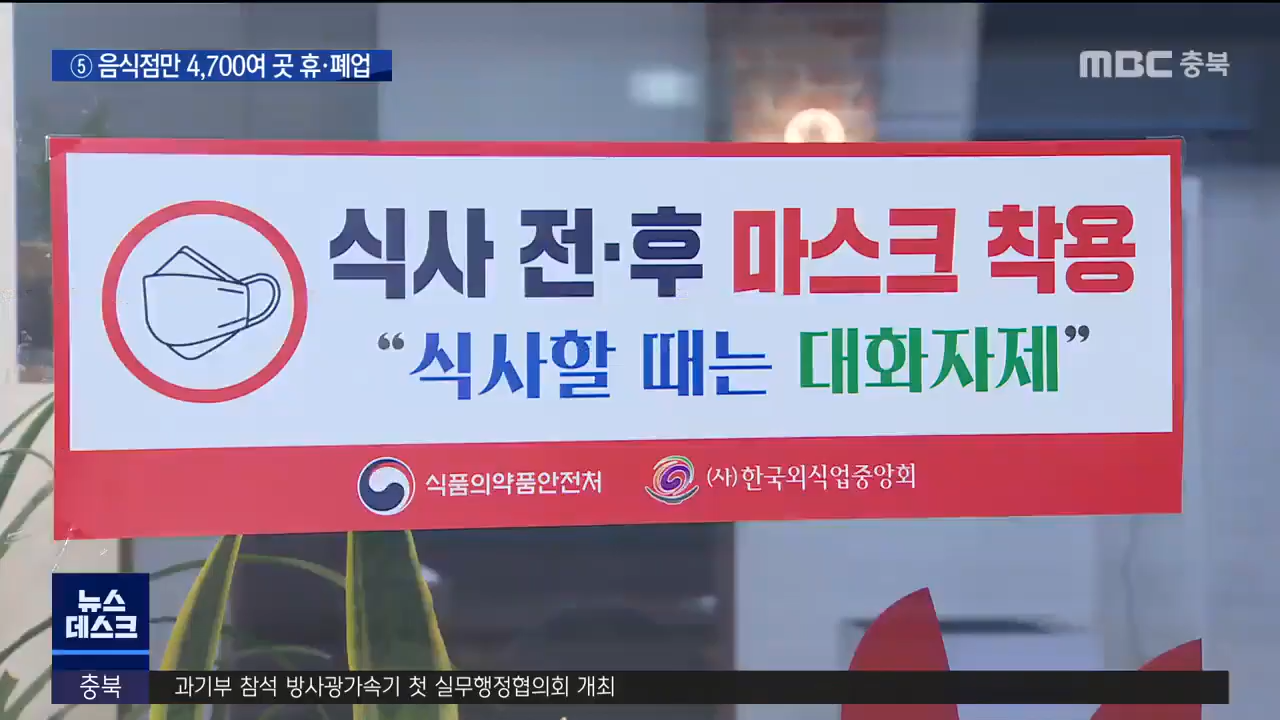 ⑤ 음식점만 4,700여 곳 휴·폐업
MBC 충북
식사 전·후 마스크 착용
“식사할 때는 대화자제”
식품의약품안전처 (사)한국외식업중앙회
뉴스
데스크
충북 과기부 참석 방사광가속기 첫 실무행정협의회 개최